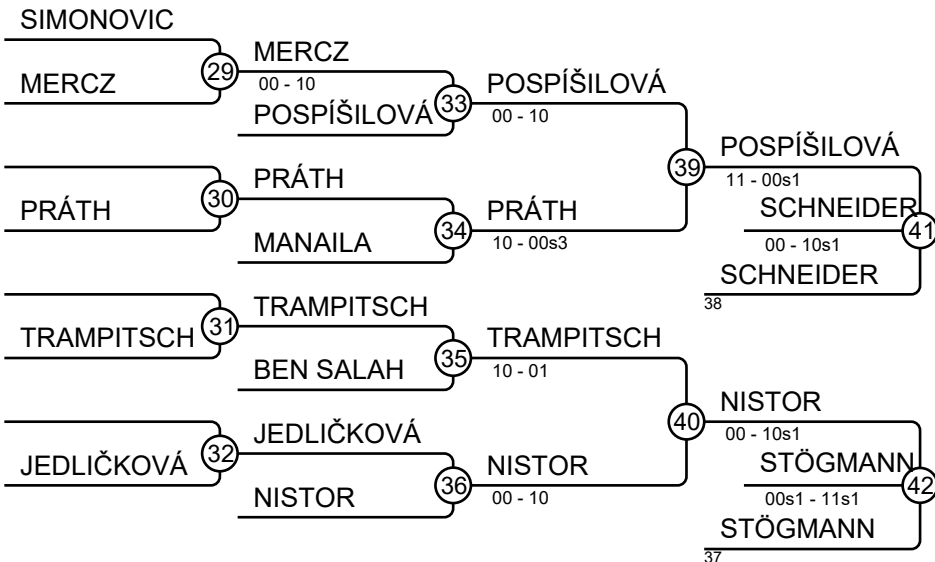 SIMONOVIC
29
MERCZ
MERCZ
00 - 10
POSPÍŠILOVÁ
33
POSPÍŠILOVÁ
00 - 10
30
PRÁTH
PRÁTH
MANAILA
34
PRÁTH
10 - 00s3
39
POSPÍŠILOVÁ
11 - 00s1
SCHNEIDER
00 - 10s1
41
SCHNEIDER
38
31
TRAMPITSCH
TRAMPITSCH
BEN SALAH
35
TRAMPITSCH
10 - 01
32
JEDLIČKOVÁ
JEDLIČKOVÁ
NISTOR
36
NISTOR
00 - 10
40
NISTOR
00 - 10s1
STÖGMANN
00s1 - 11s1
42
STÖGMANN
37